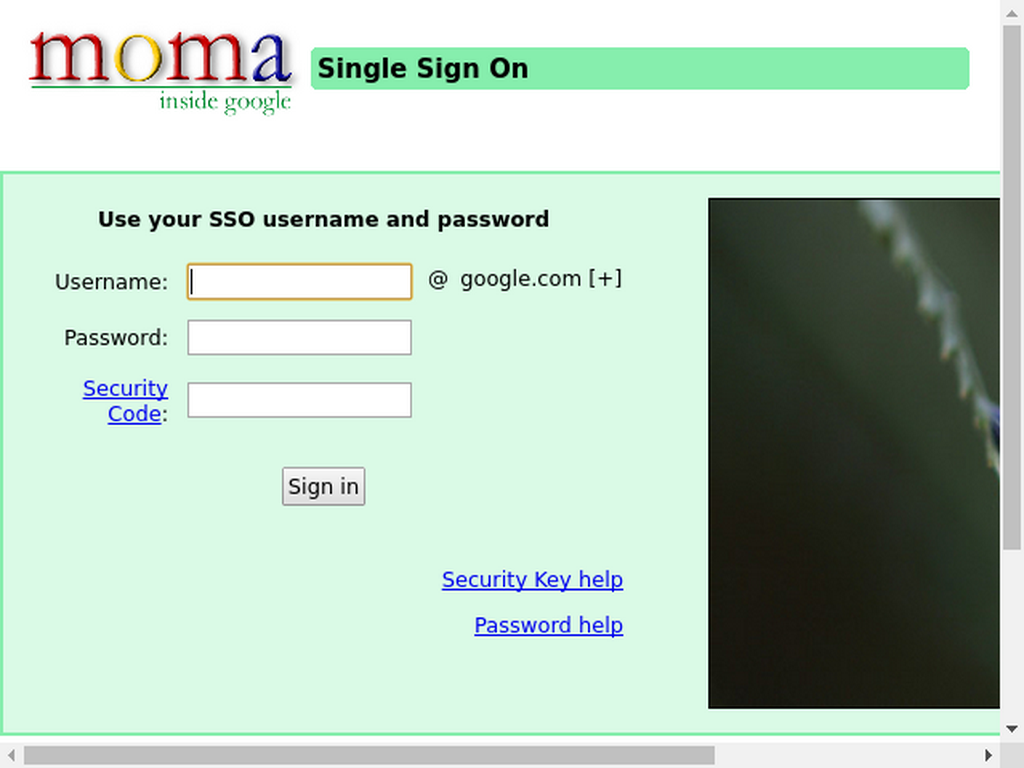 moma
inside google
Single Sign On
Use your SSO username and password
Username:
@ google.com [+]
Password:
Security
Code:
Sign in
Security Key help
Password help